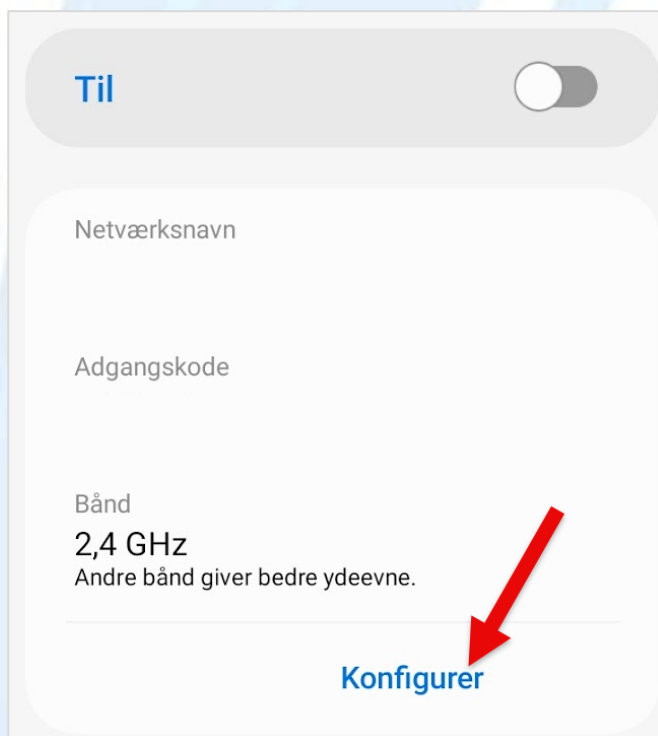 Til
Netværksnavn
Adgangskode
Bånd
2,4 GHz
Andre bånd giver bedre ydeevne.
Konfigurer